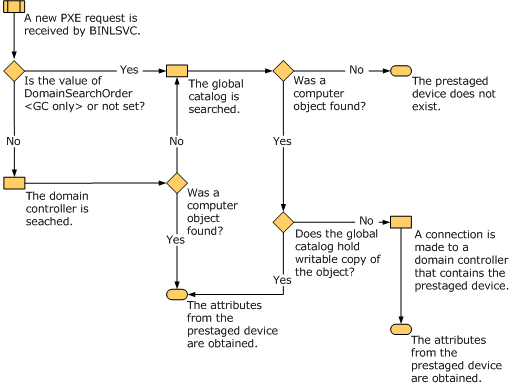 A new PXE request is
received by BINLSVC.
Is the value of
DomainSearchOrder
<GC only> or not set?
Yes
The global
catalog is
searched.
Was a
computer
object found?
No
The prestaged
device does not
exist.
No
No
Yes
The domain
controller is
seached.
Was a
computer
object
found?
Yes
Does the global
catalog hold
writable copy of
the object?
No
A connection is
made to a
domain controller
that contains the
prestaged device.
Yes
The attributes
from the
prestaged device
are obtained.
The attributes
from the
prestaged device
are obtained.